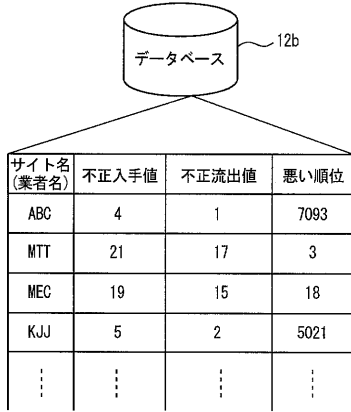 データベース
12b
サイト名
(業者名)
不正入手値
不正流出値
悪い順位
ABC 4 1 7093
MTT 21 17 3
MEC 19 15 18
KJJ 5 2 5021